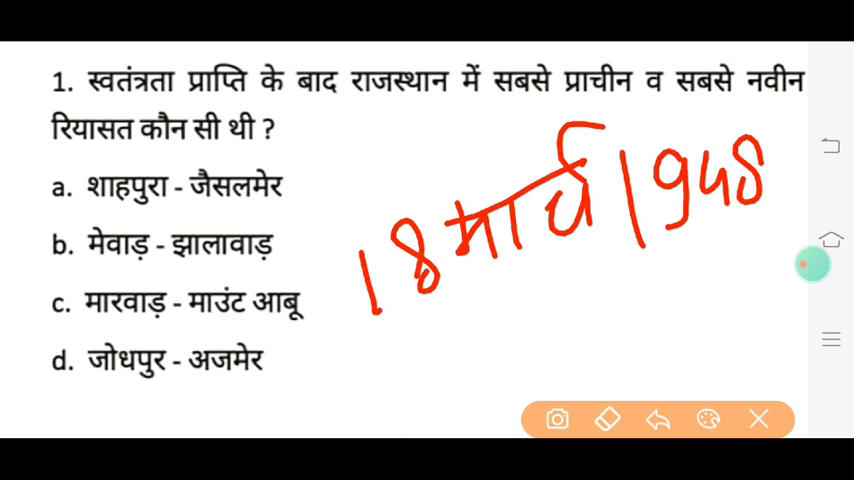 1. स्वतंत्रता प्राप्ति के बाद राजस्थान में सबसे प्राचीन व सबसे नवीन
रियासत कौन सी थी ?
a. शाहपुरा - जैसलमेर
b. मेवाड़ - झालावाड़
c. मारवाड़ - माउंट आबू
d. जोधपुर - अजमेर
18 मार्च 1948